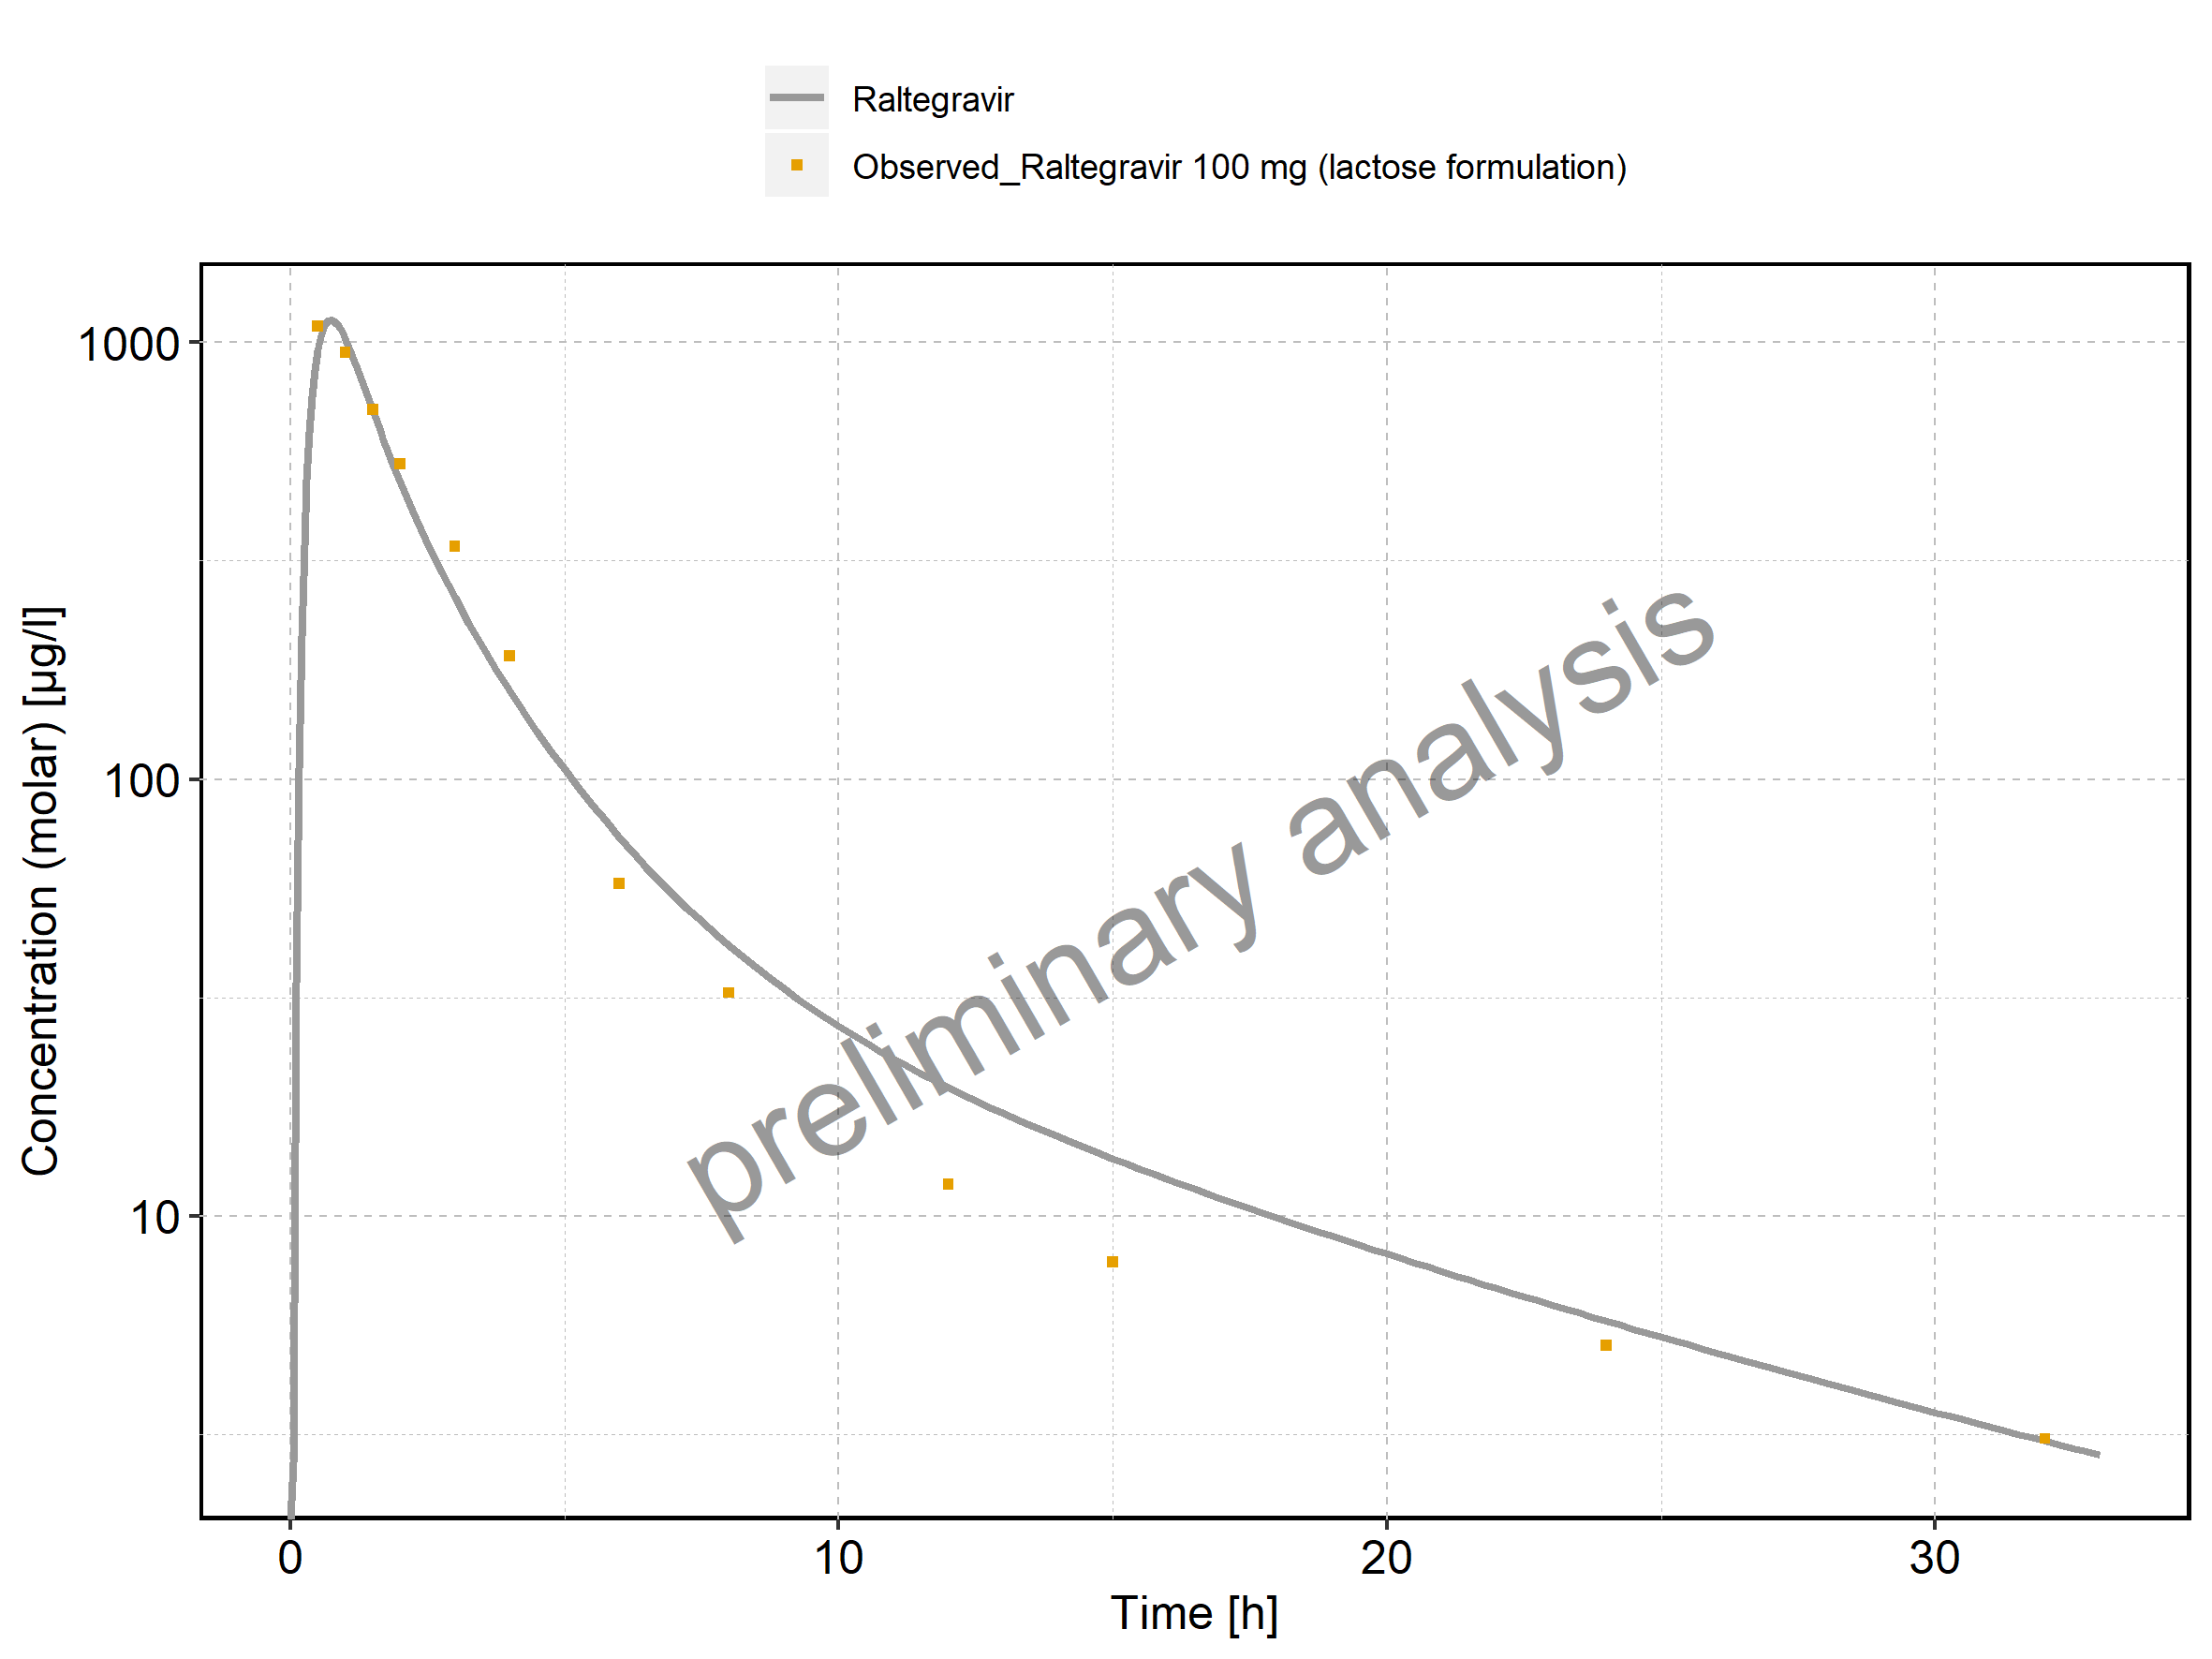 Raltegravir
Observed_Raltegravir 100 mg (lactose formulation)
Concentration (molar) [µg/l]
1000
100
10
preliminary analysis
0 10 20 30
Time [h]